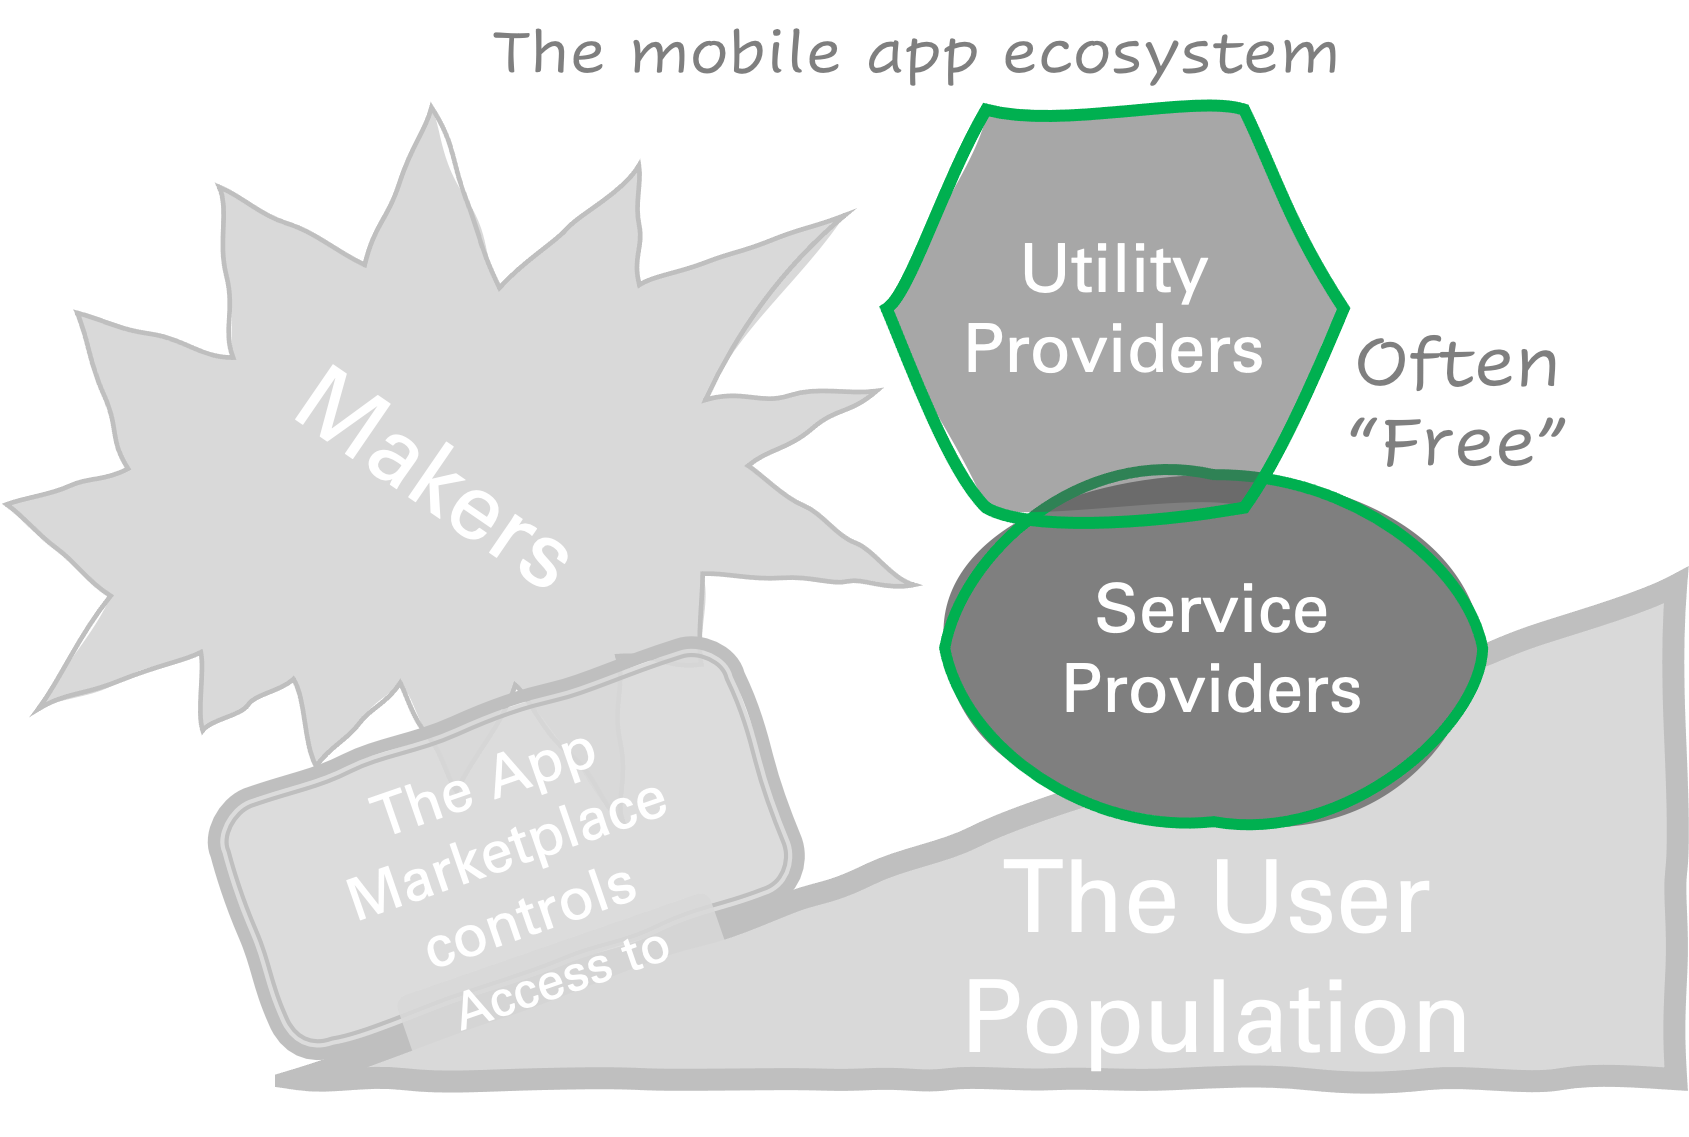 The mobile app ecosystem
Utility
Providers
Often
“Free”
Makers
Service
Providers
The App
Marketplace
controls
Access to
The User
Population